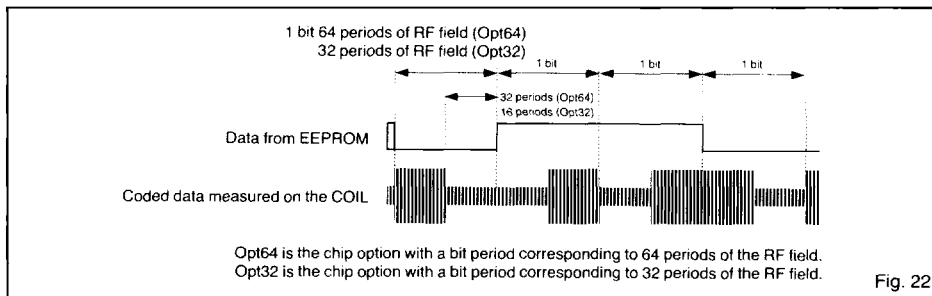 1 bit 64 periods of RF field (Opt64)
32 periods of RF field (Opt32)
1 bit
1 bit
1 bit
32 periods (Opt64)
16 periods (Opt32)
Data from EEPROM
Coded data measured on the COIL
Opt64 is the chip option with a bit period corresponding to 64 periods of the RF field.
Opt32 is the chip option with a bit period corresponding to 32 periods of the RF field.
Fig. 22